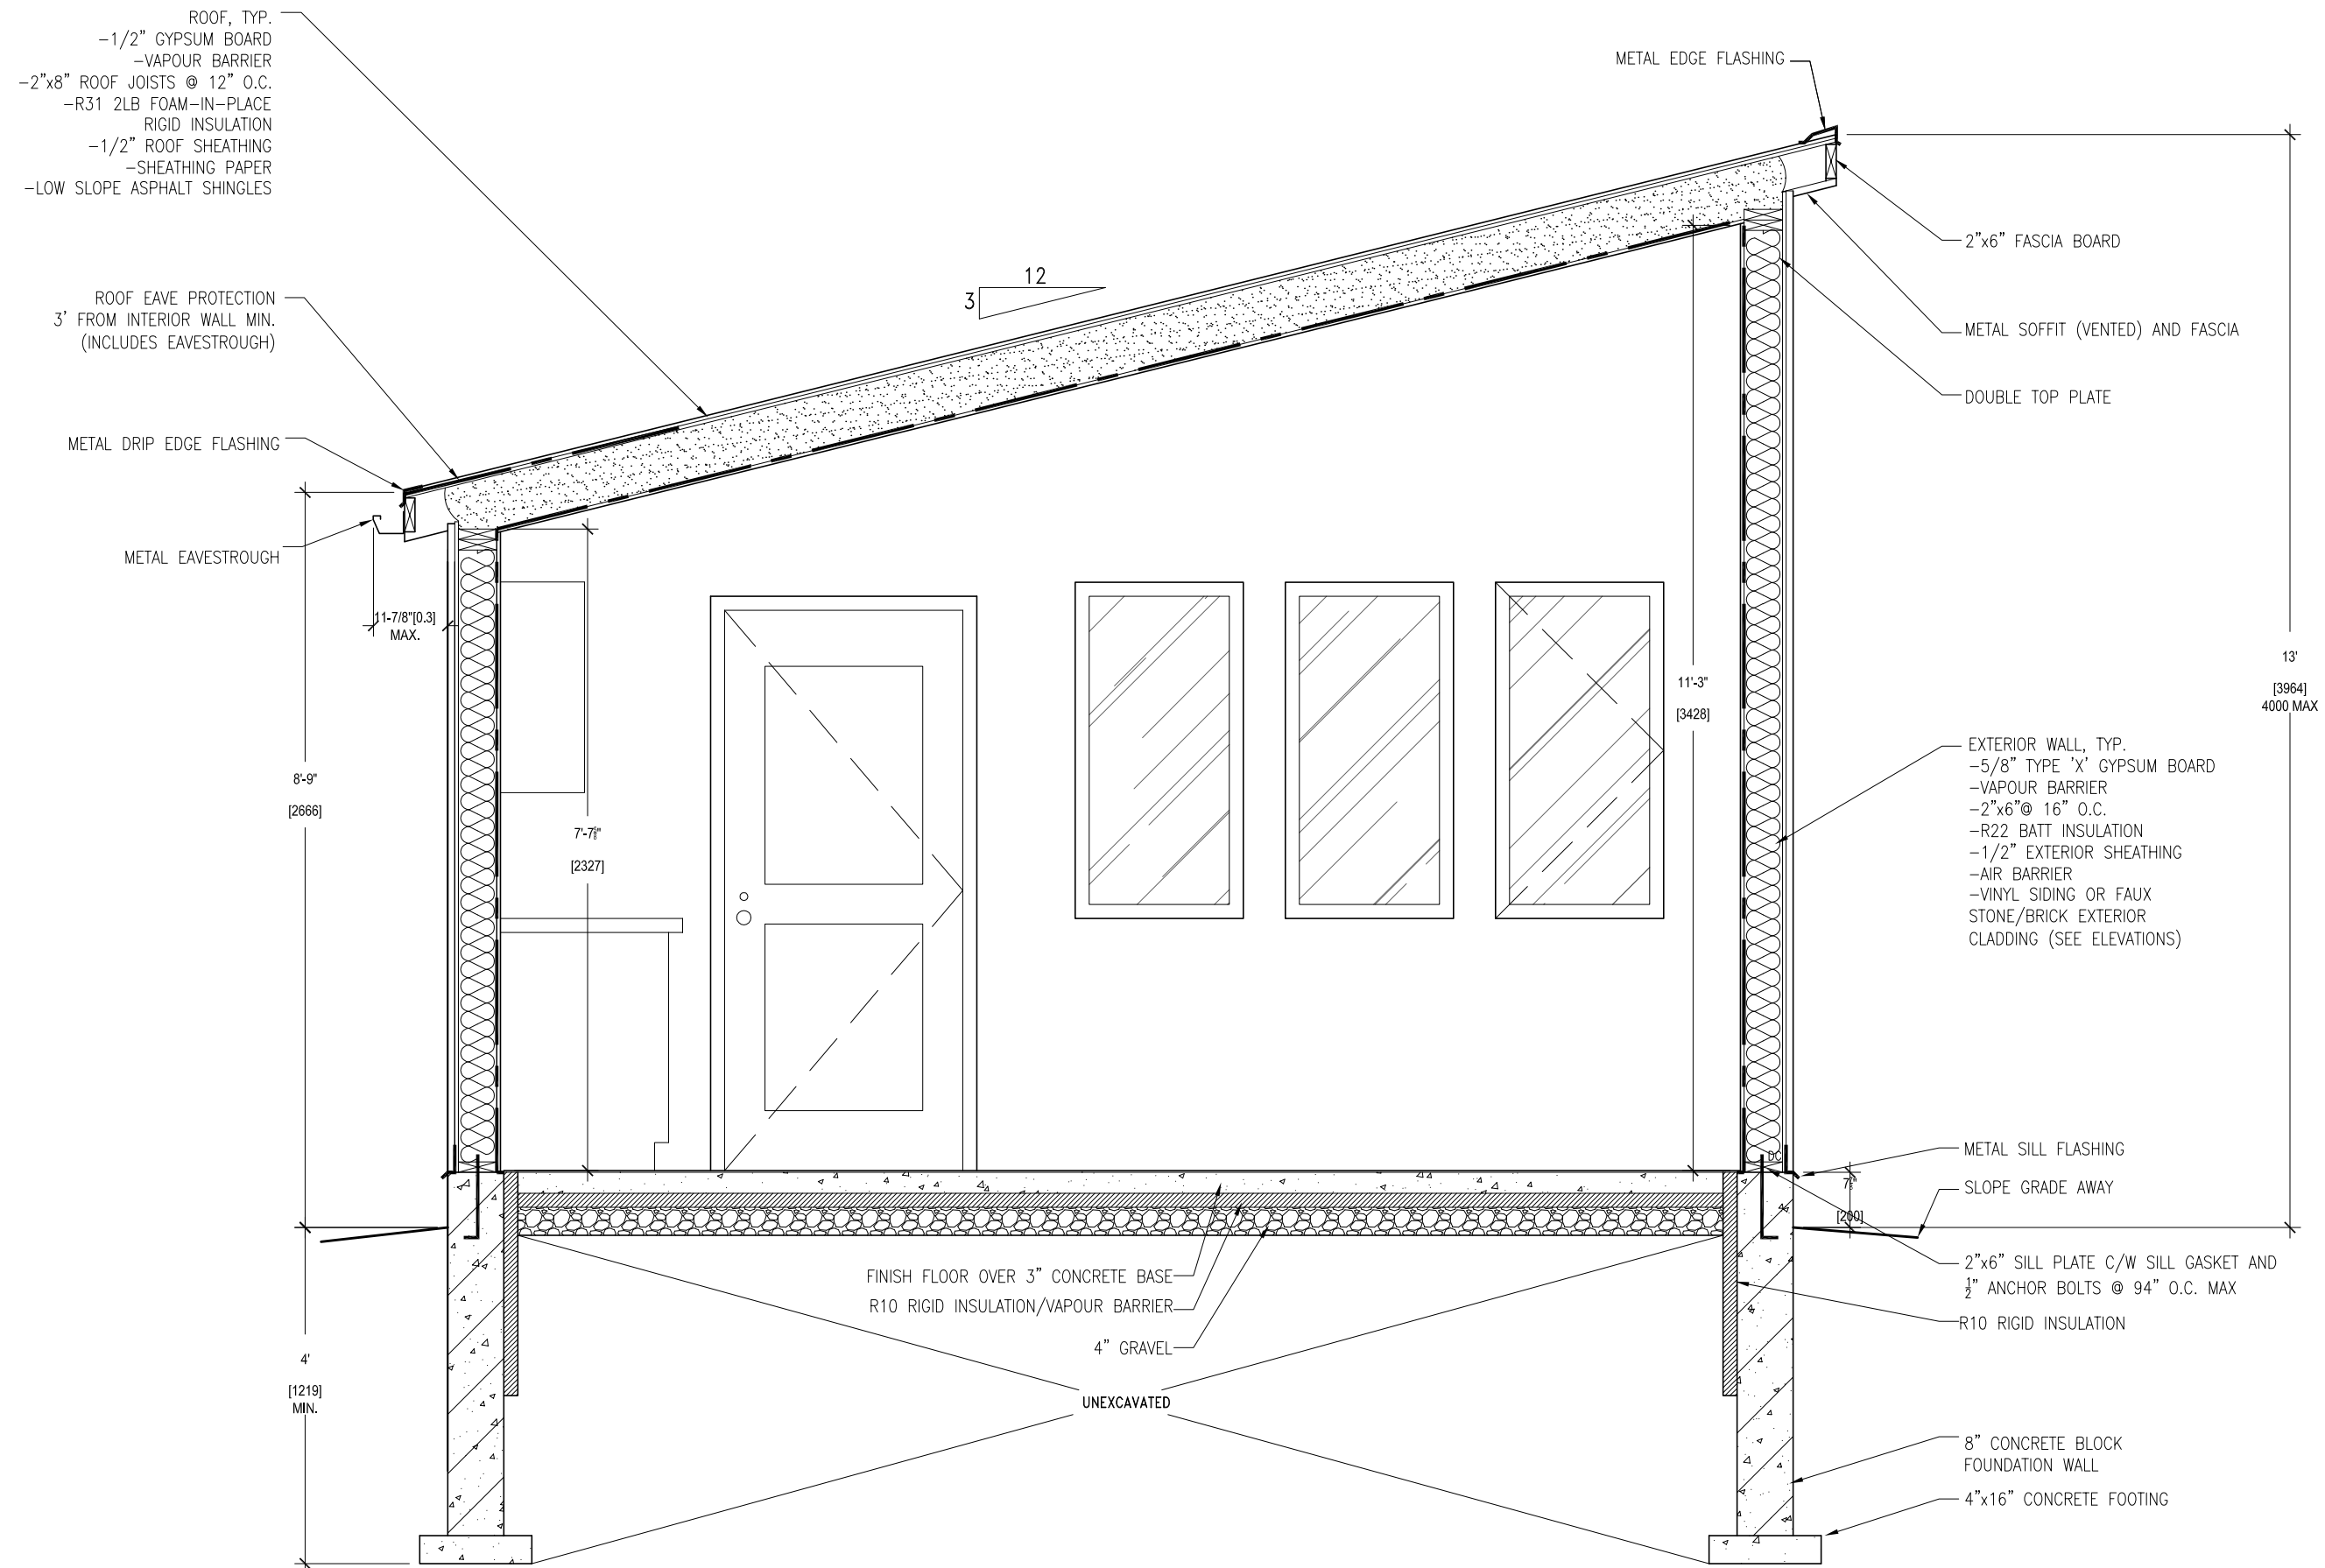 ROOF, TYP.
-1/2" GYPSUM BOARD
-VAPOUR BARRIER
-2"x8" ROOF JOISTS @ 12" O.C.
-R31 2LB FOAM-IN-PLACE
RIGID INSULATION
-1/2" ROOF SHEATHING
-SHEATHING PAPER
-LOW SLOPE ASPHALT SHINGLES
METAL EDGE FLASHING
2"x6" FASCIA BOARD
12
3
ROOF EAVE PROTECTION
3' FROM INTERIOR WALL MIN.
(INCLUDES EAVESTROUGH)
METAL SOFFIT (VENTED) AND FASCIA
DOUBLE TOP PLATE
METAL DRIP EDGE FLASHING
METAL EAVESTROUGH
11-7/8"[0.3]
MAX.
13'
[3964]
4000 MAX
11'-3"
[3428]
8'-9"
[2666]
[2327]
EXTERIOR WALL, TYP.
-5/8" TYPE 'X' GYPSUM BOARD
-VAPOUR BARRIER
-2"x6"@ 16" O.C.
-R22 BATT INSULATION
-1/2" EXTERIOR SHEATHING
-AIR BARRIER
-VINYL SIDING OR FAUX
STONE/BRICK EXTERIOR
CLADDING (SEE ELEVATIONS)
METAL SILL FLASHING
DC
SLOPE GRADE AWAY
[200]
2"x6" SILL PLATE C/W SILL GASKET AND
½" ANCHOR BOLTS @ 94" O.C. MAX
FINISH FLOOR OVER 3" CONCRETE BASE
R10 RIGID INSULATION/VAPOUR BARRIER
R10 RIGID INSULATION
4" GRAVEL
4'
[1219]
MIN.
UNEXCAVATED
8" CONCRETE BLOCK
FOUNDATION WALL
4"x16" CONCRETE FOOTING